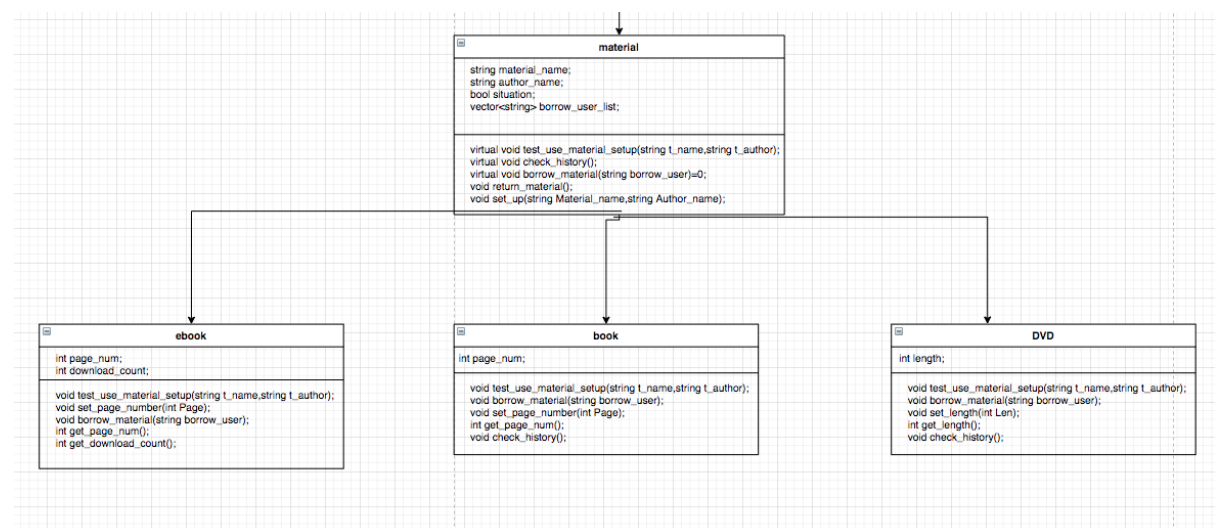 material
string material_name;
string author_name;
bool situation;
vector<string> borrow_user_list;
virtual void test_use_material_setup(string t_name,string t_author);
virtual void check_history();
virtual void borrow_material(string borrow_user)=0;
void return_material();
void set_up(string Material_name,string Author_name);
ebook
int page_num;
int download_count;
void test_use_material_setup(string t_name,string t_author);
void set_page_number(int Page);
void borrow_material(string borrow_user);
int get_page_num();
int get_download_count();
book
int page_num;
void test_use_material_setup(string t_name,string t_author);
void borrow_material(string borrow_user);
void set_page_number(int Page);
int get_page_num();
void check_history();
DVD
int length;
void test_use_material_setup(string t_name,string t_author);
void borrow_material(string borrow_user);
void set_length(int Len);
int get_length();
void check_history();